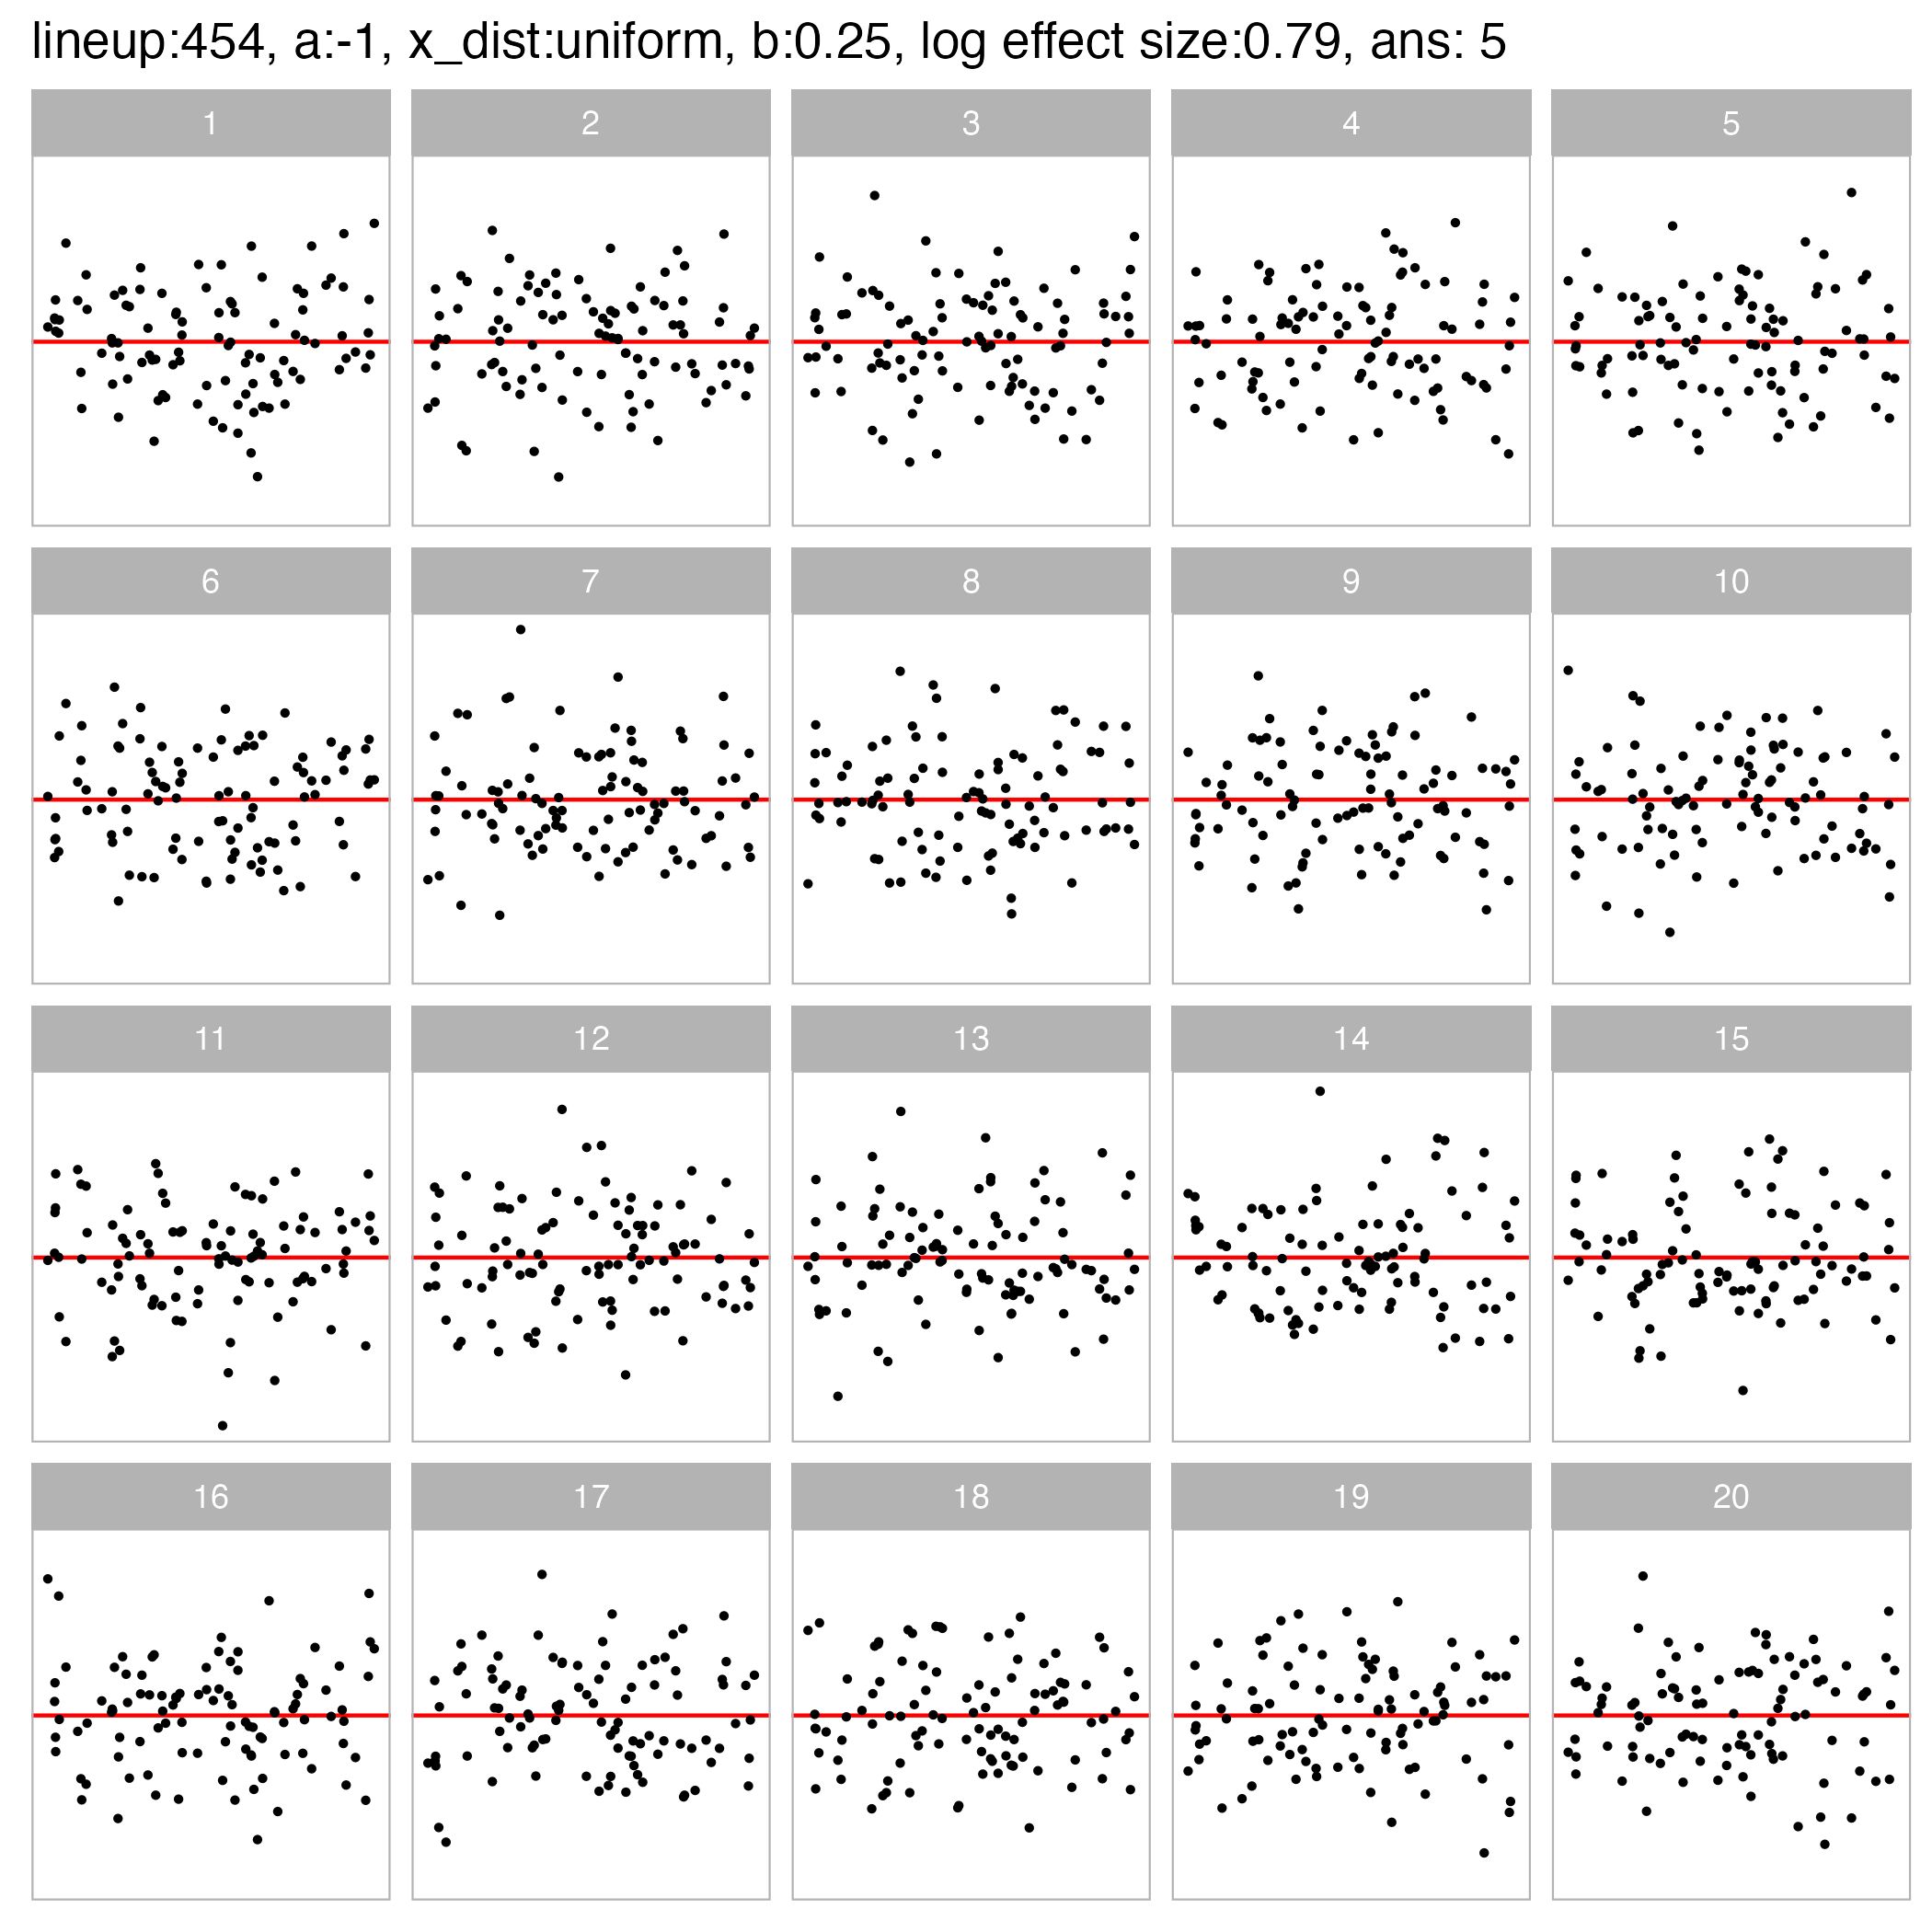 lineup:454, a:-1, x_dist:uniform, b:0.25, log effect size:0.79, ans: 5
1 2 3 4 5
6 7 8 9 10
11 12 13 14 15
16 17 18 19 20